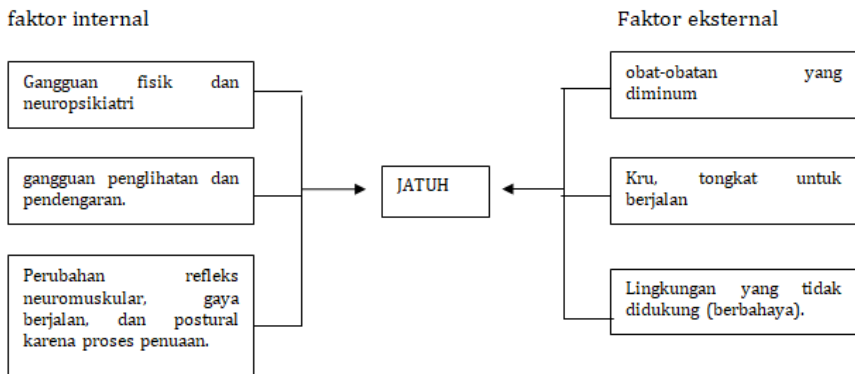 faktor internal
Gangguan fisik dan
neuropsikiatri
gangguan penglihatan dan
pendengaran.
Perubahan refleks
neuromuskular, gaya
berjalan, dan postural
karena proses penuaan.
JATUH
Faktor eksternal
obat-obatan yang
diminum
Kru, tongkat untuk
berjalan
Lingkungan yang tidak
didukung (berbahaya).